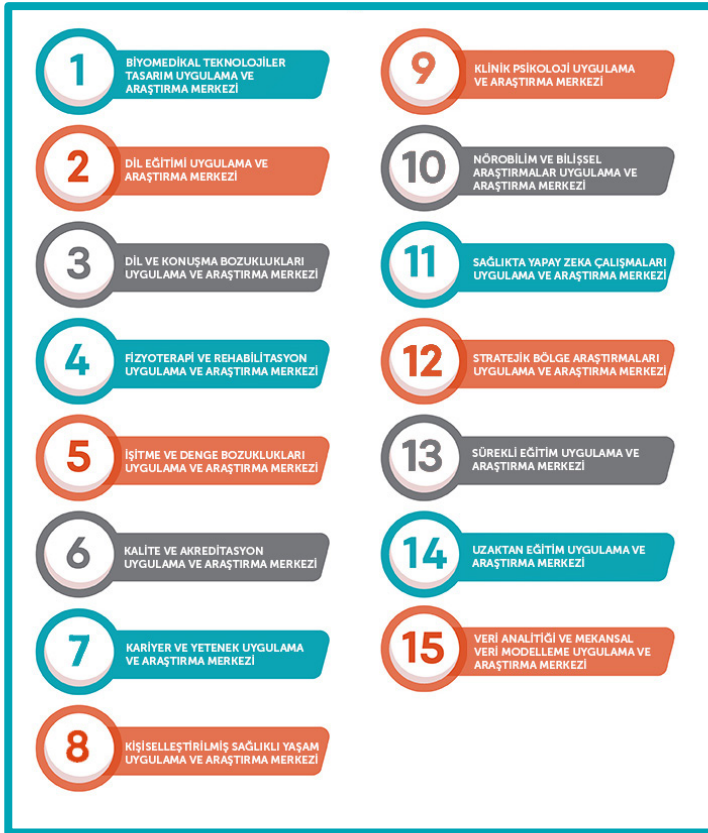 1
BİYOMEDİKAL TEKNOLOJİLER
TASARIM UYGULAMA VE
ARAŞTIRMA MERKEZİ
2
DİL EĞİTİMİ UYGULAMA VE
ARAŞTIRMA MERKEZİ
3
DİL VE KONUŞMA BOZUKLUKLARI
UYGULAMA VE ARAŞTIRMA MERKEZİ
4
FİZYOTERAPİ VE REHABİLİTASYON
UYGULAMA VE ARAŞTIRMA MERKEZİ
5
İŞİTME VE DENGE BOZUKLUKLARI
UYGULAMA VE ARAŞTIRMA MERKEZİ
6
KALİTE VE AKREDİTASYON
UYGULAMA VE ARAŞTIRMA MERKEZİ
7
KARİYER VE YETENEK UYGULAMA
VE ARAŞTIRMA MERKEZİ
8
KİŞİSELLEŞTİRİLMİŞ SAĞLIKLI YAŞAM
UYGULAMA VE ARAŞTIRMA MERKEZİ
9
KLİNİK PSİKOLOJİ UYGULAMA
VE ARAŞTIRMA MERKEZİ
10
NÖROBİLİM VE BİLİŞSEL
ARAŞTIRMALAR UYGULAMA VE
ARAŞTIRMA MERKEZİ
11
SAĞLIKTA YAPAY ZEKA ÇALIŞMALARI
UYGULAMA VE ARAŞTIRMA MERKEZİ
12
STRATEJİK BÖLGE ARAŞTIRMALARI
UYGULAMA VE ARAŞTIRMA MERKEZİ
13
SÜREKLİ EĞİTİM UYGULAMA VE
ARAŞTIRMA MERKEZİ
14
UZAKTAN EĞİTİM UYGULAMA VE
ARAŞTIRMA MERKEZİ
15
VERİ ANALİTİĞİ VE MEKANSAL
VERİ MODELLEME UYGULAMA VE
ARAŞTIRMA MERKEZİ